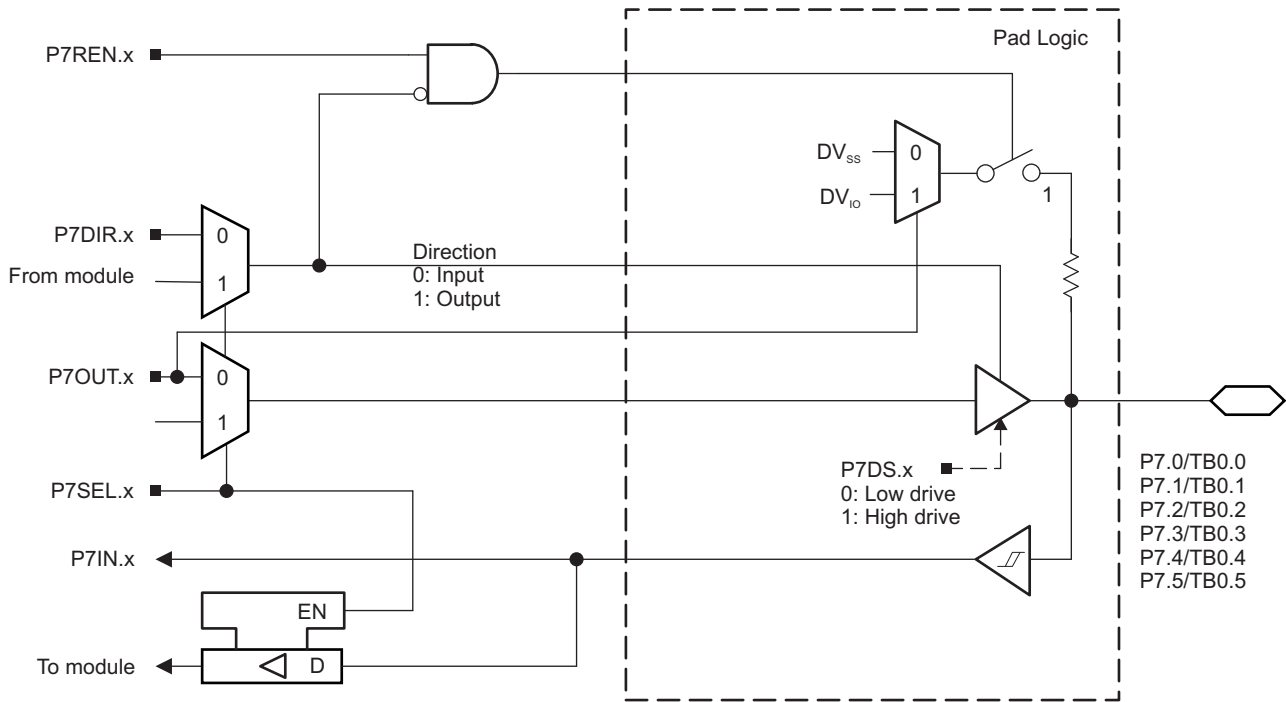 Pad Logic
P7REN.x
DVSS
0
DVIO
1
1
P7DIR.x
0
From module
1
Direction
0: Input
1: Output
P7OUT.x
0
1
P7DS.x
0: Low drive
1: High drive
P7SEL.x
P7IN.x
EN
To module
D
P7.0/TB0.0
P7.1/TB0.1
P7.2/TB0.2
P7.3/TB0.3
P7.4/TB0.4
P7.5/TB0.5